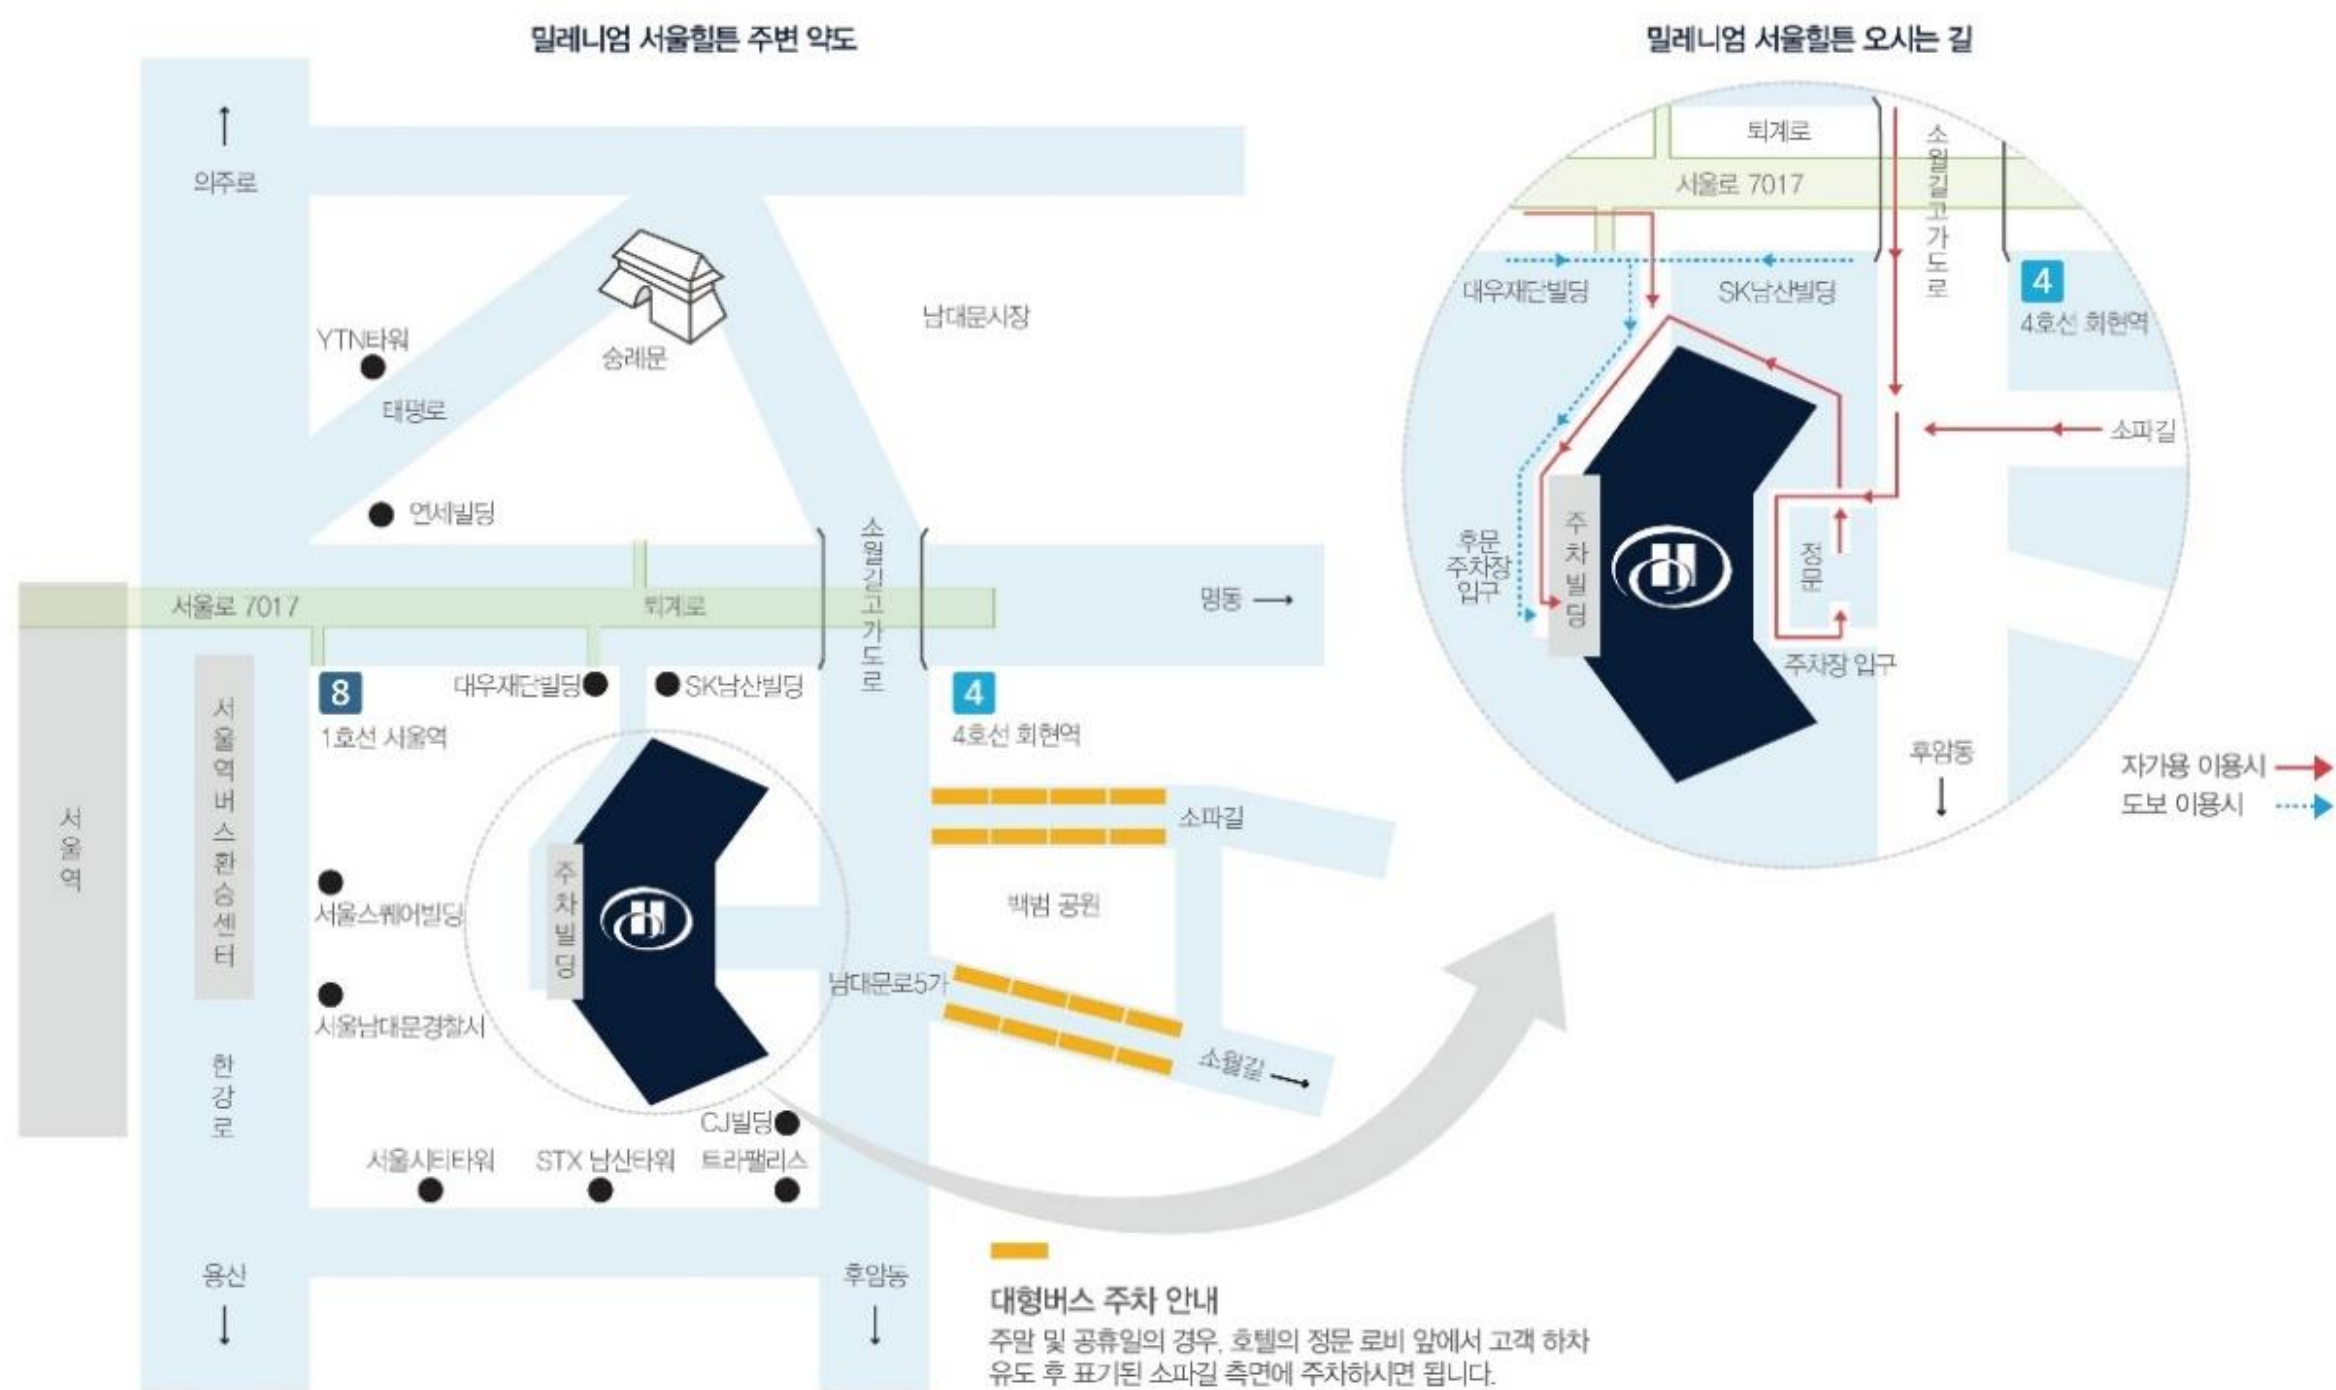 밀레니엄 서울힐튼 주변 약도
의주로
YTN타워
태평로
숭례문
남대문시장
연세빌딩
소월길고가도로
서울로 7017
퇴계로
명동
서울역
서울역버스환승센터
8
1호선 서울역
대우재단빌딩
SK남산빌딩
4
4호선 회현역
소파길
주차빌딩
서울스퀘어빌딩
백범 공원
남대문로5가
서울남대문경찰서
한강로
소월길
CJ빌딩
서울시티타워
STX 남산타워
트라팰리스
용산
후암동
대형버스 주차 안내
주말 및 공휴일의 경우, 호텔의 정문 로비 앞에서 고객 하차
유도 후 표기된 소파길 측면에 주차하시면 됩니다.
밀레니엄 서울힐튼 오시는 길
퇴계로
소월길고가도로
서울로 7017
대우재단빌딩
SK남산빌딩
4
4호선 회현역
소파길
후문
주차장
입구
주차빌딩
정문
주차장 입구
후암동
자가용 이용시
도보 이용시